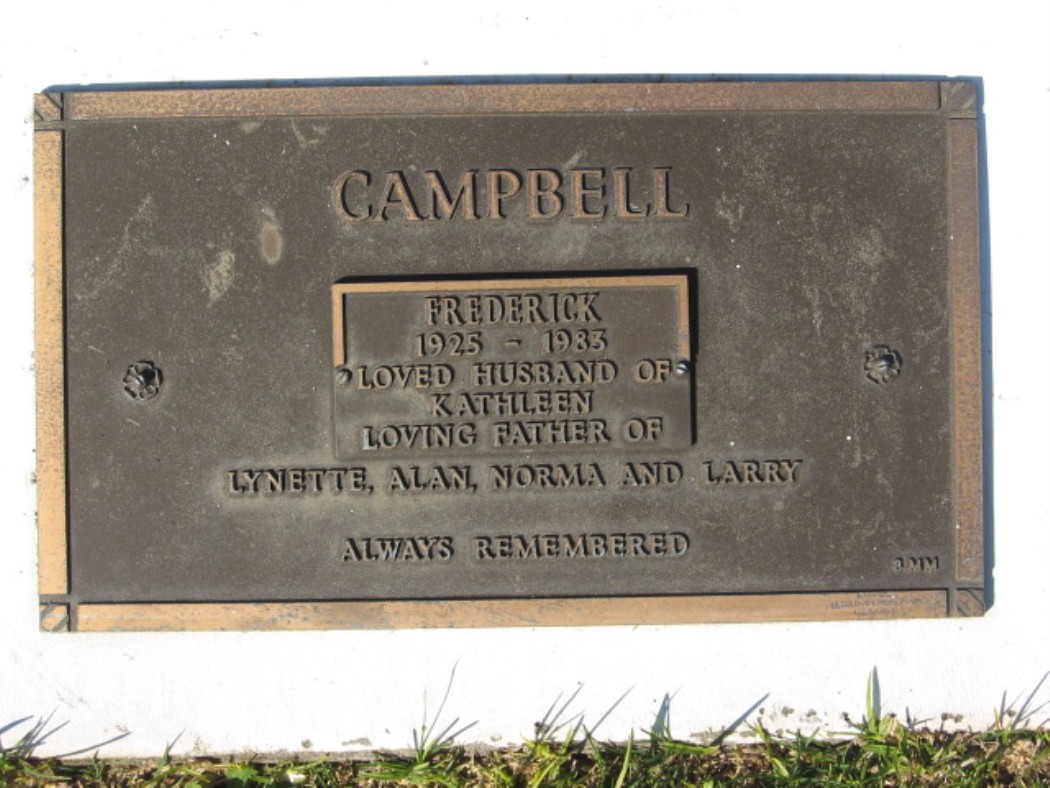 CAMPBELL
FREDERICK
1925 - 1983
LOVED HUSBAND OF
KATHLEEN
LOVING FATHER OF
LYNETTE, ALAN, NORMA AND LARRY
ALWAYS REMEMBERED